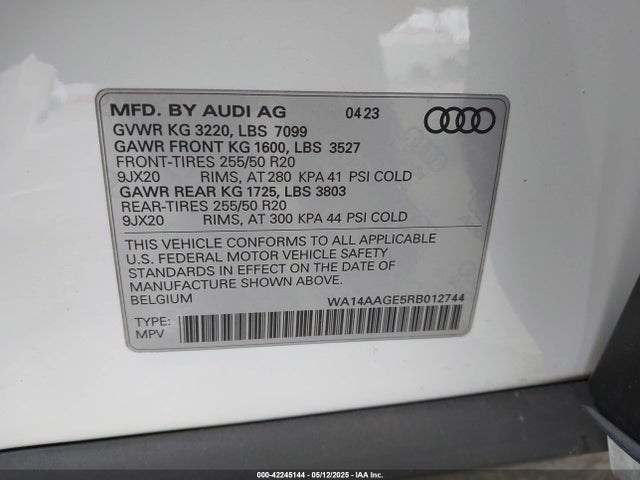 MFD. BY AUDI AG 04 23
GVWR KG 3220, LBS 7099
GAWR FRONT KG 1600, LBS 3527
FRONT-TIRES 255/50 R20
9JX20 RIMS, AT 280 KPA 41 PSI COLD
GAWR REAR KG 1725, LBS 3803
REAR-TIRES 255/50 R20
9JX20 RIMS, AT 300 KPA 44 PSI COLD
THIS VEHICLE CONFORMS TO ALL APPLICABLE
U.S. FEDERAL MOTOR VEHICLE SAFETY
STANDARDS IN EFFECT ON THE DATE OF
MANUFACTURE SHOWN ABOVE.
BELGIUM WA14AAGE5RB012744
TYPE:
MPV
000-42245144 - 05/12/2025 - IAA Inc.